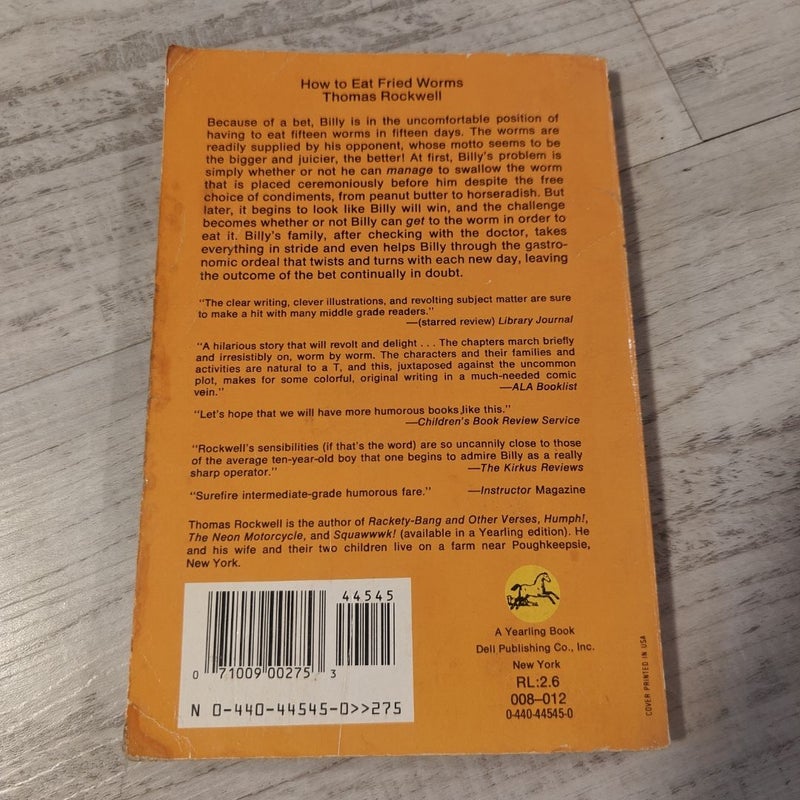 How to Eat Fried Worms
Thomas Rockwell
Because of a bet, Billy is in the uncomfortable position of
having to eat fifteen worms in fifteen days. The worms are
readily supplied by his opponent, whose motto seems to be
the bigger and juicier, the better! At first, Billy's problem is
simply whether or not he can manage to swallow the worm
that is placed ceremoniously before him despite the free
choice of condiments, from peanut butter to horseradish. But
later, it begins to look like Billy will win, and the challenge
becomes whether or not Billy can get to the worm in order to
eat it. Billy's family, after checking with the doctor, takes
everything in stride and even helps Billy through the gastro-
nomic ordeal that twists and turns with each new day, leaving
the outcome of the bet continually in doubt.
"The clear writing, clever illustrations, and revolting subject matter are sure
to make a hit with many middle grade readers."
—(starred review) Library Journal
"A hilarious story that will revolt and delight . . . The chapters march briefly
and irresistibly on, worm by worm. The characters and their families and
activities are natural to a T, and this, juxtaposed against the uncommon
plot, makes for some colorful, original writing in a much-needed comic
vein." —ALA Booklist
"Let's hope that we will have more humorous books like this."
—Children's Book Review Service
"Rockwell's sensibilities (if that's the word) are so uncannily close to those
of the average ten-year-old boy that one begins to admire Billy as a really
sharp operator." —The Kirkus Reviews
"Surefire intermediate-grade humorous fare." —Instructor Magazine
Thomas Rockwell is the author of Rackety-Bang and Other Verses, Humph!,
The Neon Motorcycle, and Squawwwk! (available in a Yearling edition). He
and his wife and their two children live on a farm near Poughkeepsie,
New York.
44545
0 71009 00275 3
N 0-440-44545-0>>275
A Yearling Book
Dell Publishing Co., Inc.
New York
RL:2.6
008–012
0-440-44545-0
COVER PRINTED IN USA